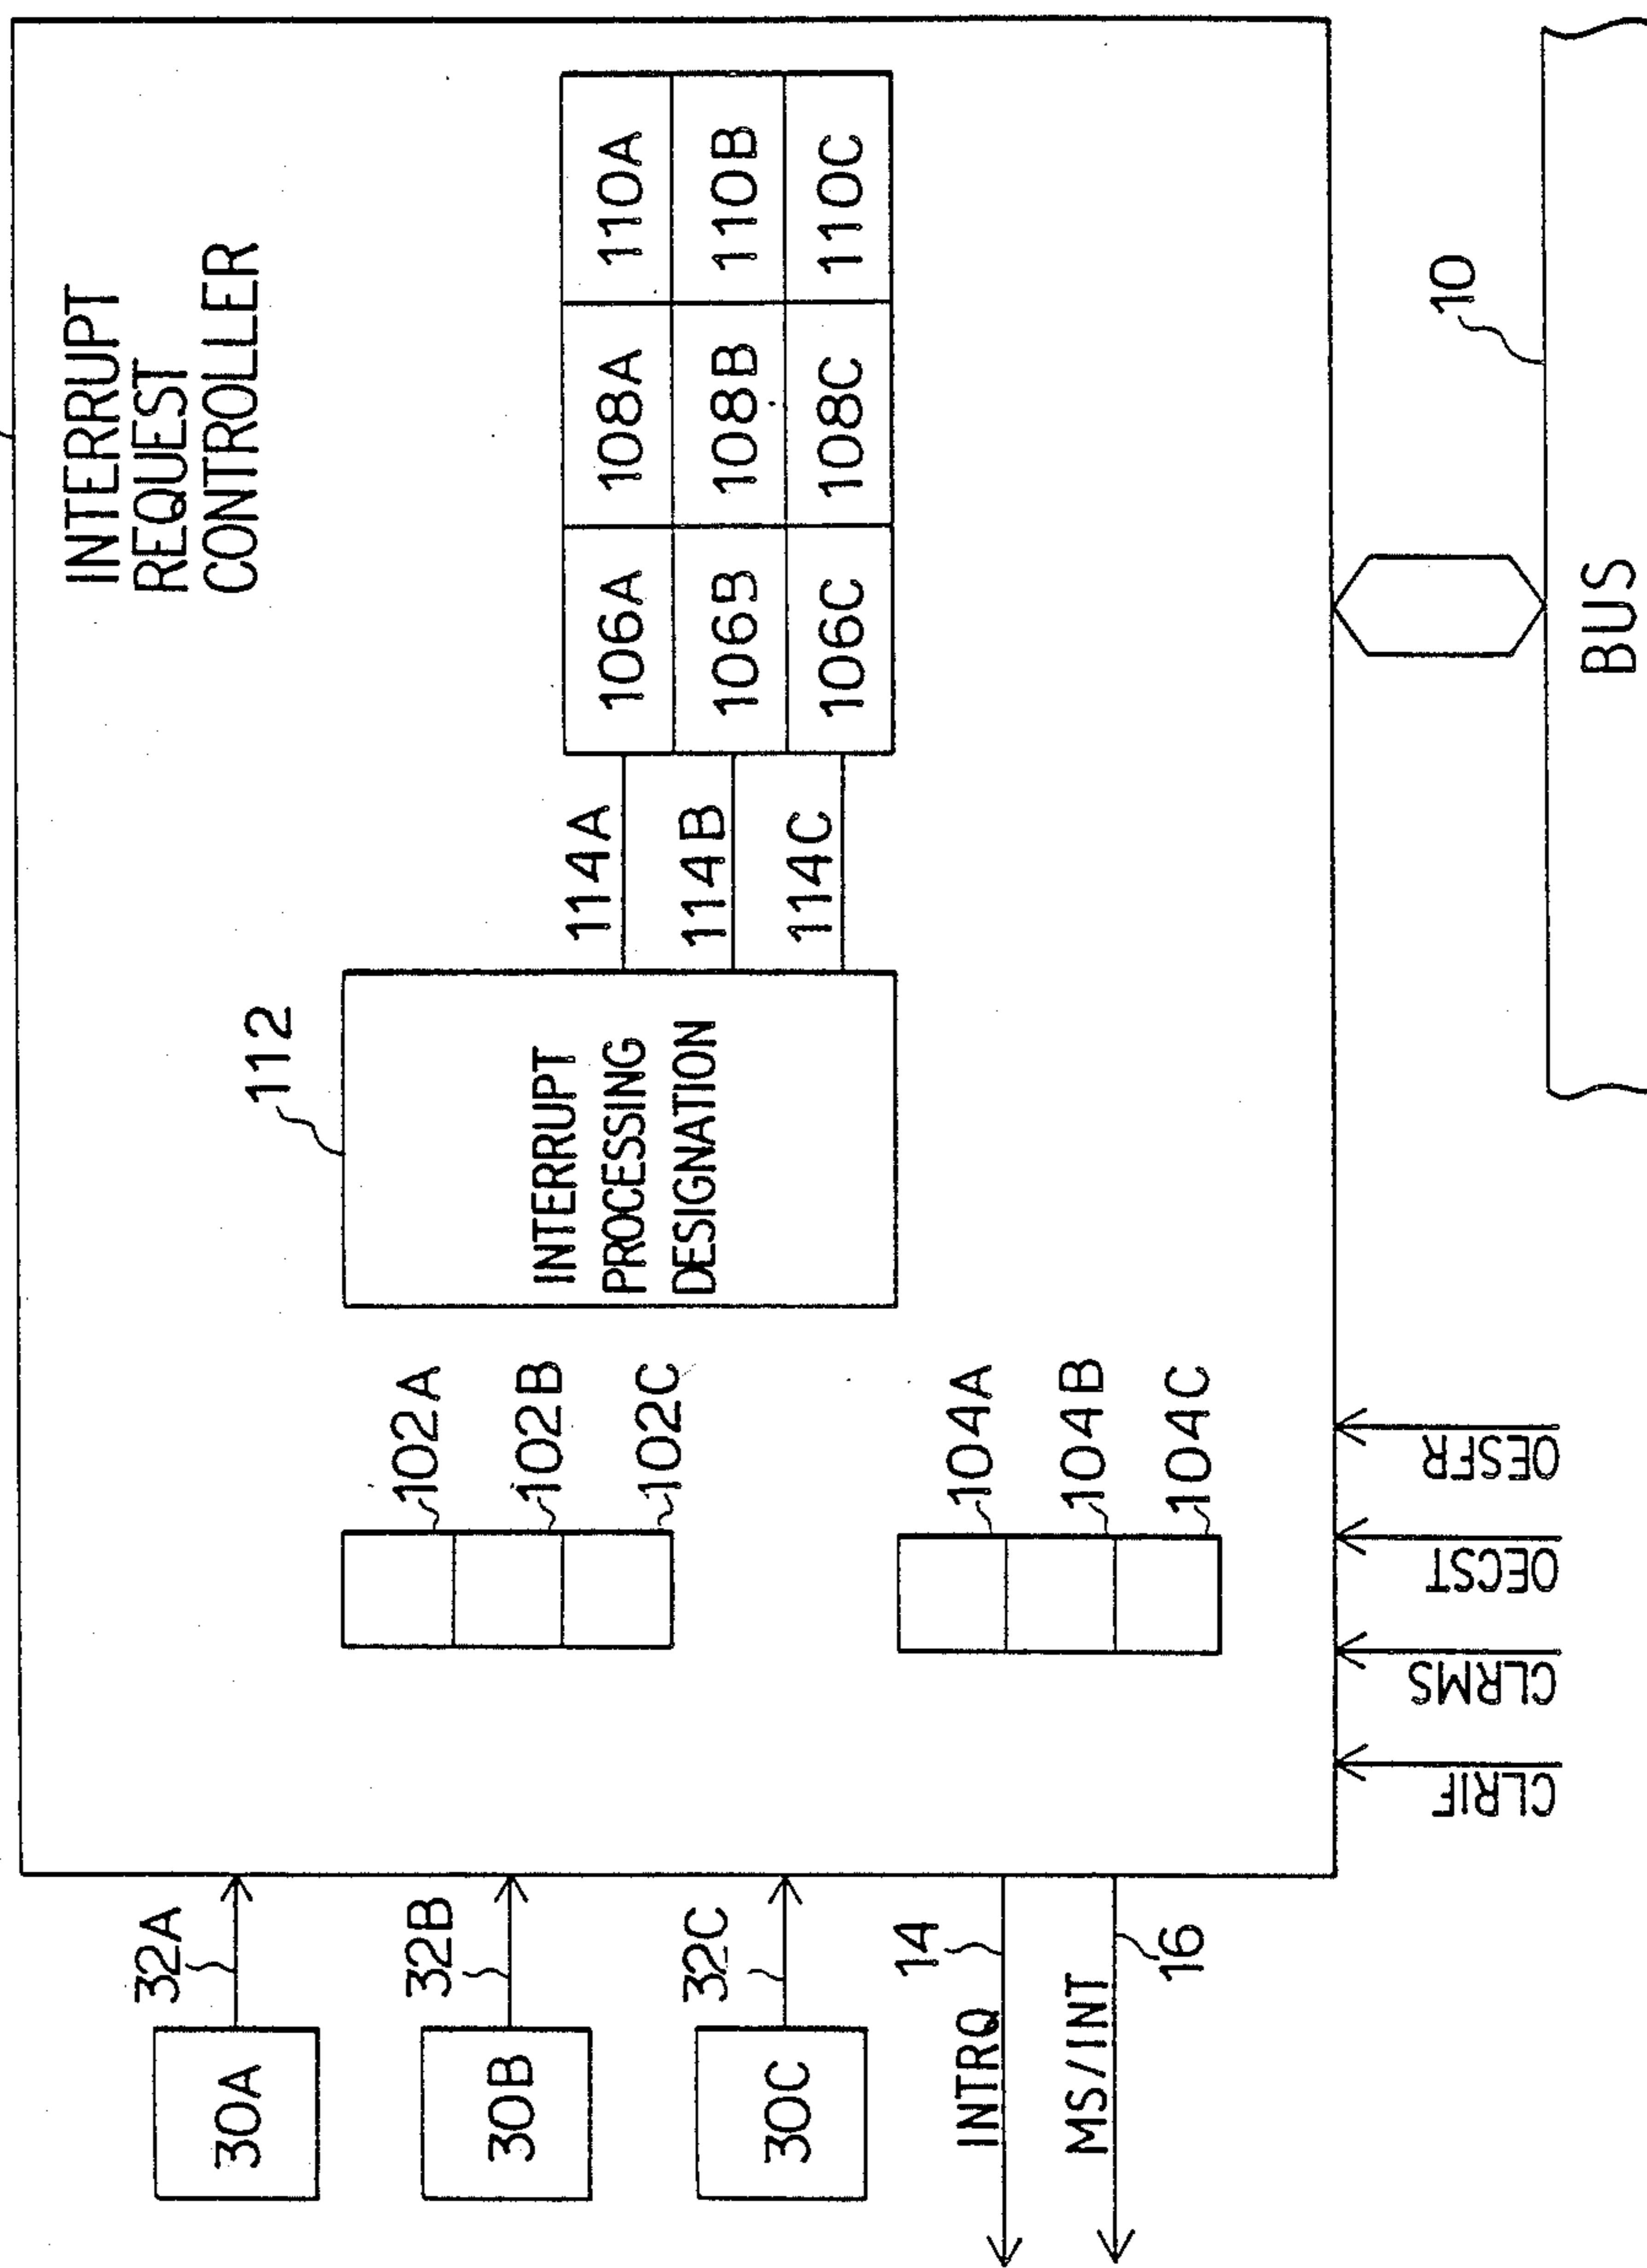 INTERRUPT
REQUEST
CONTROLLER
112
INTERRUPT
PROCESSING
DESIGNATION
30A
32A
30B
32B
30C
32C
INTRQ
14
MS/INT
16
102A
102B
102C
104A
104B
104C
114A
114B
114C
106A 108A 110A
106B 108B 110B
106C 108C 110C
CLRIF
CLRMS
OECST
OESFR
10
BUS